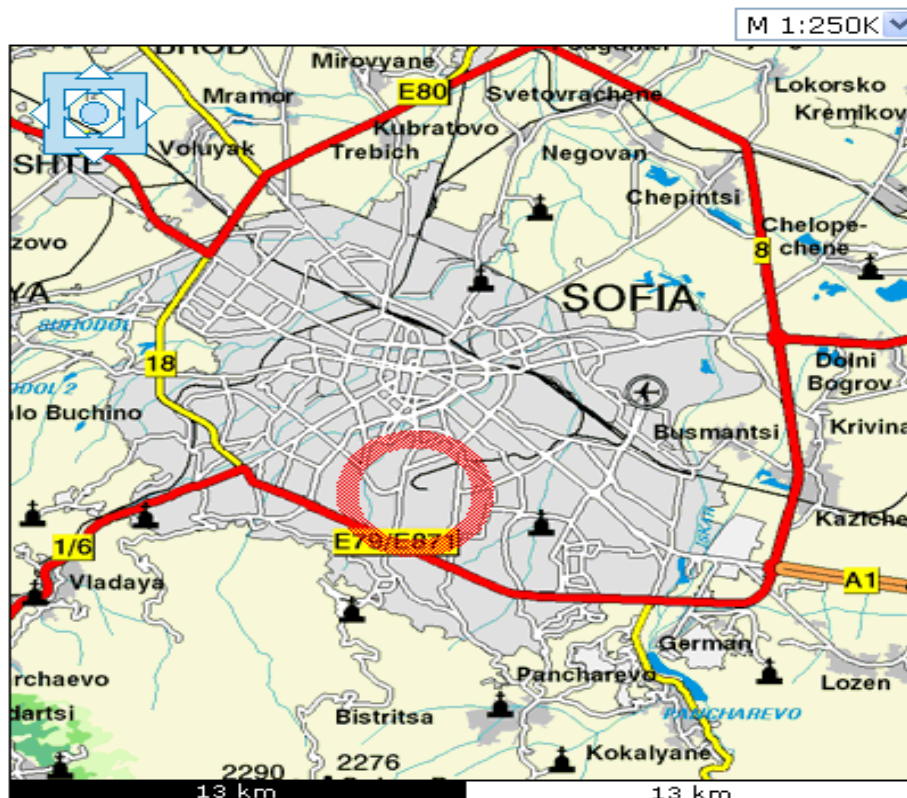 M 1:250K
BROD
Mirovyane
E80
Svetovrachene
Lokorsko
Kremikov
Mramor
Kubratovo
Voluyak
Trebich
Negovan
SHTE
Chepintsi
zovo
Chelope-
chene
8
YA
SOFIA
SUHODOL
18
Dolni
Bogrov
ODOL 2
alo Buchino
Busmantsi
Krivina
Kaziche
1/6
E79/E871
Vladaya
A1
German
rchaevo
Pancharevo
Lozen
dartsi
Bistritsa
PANCHAREVO
Kokalyane
2290
2276
13 km
13 km